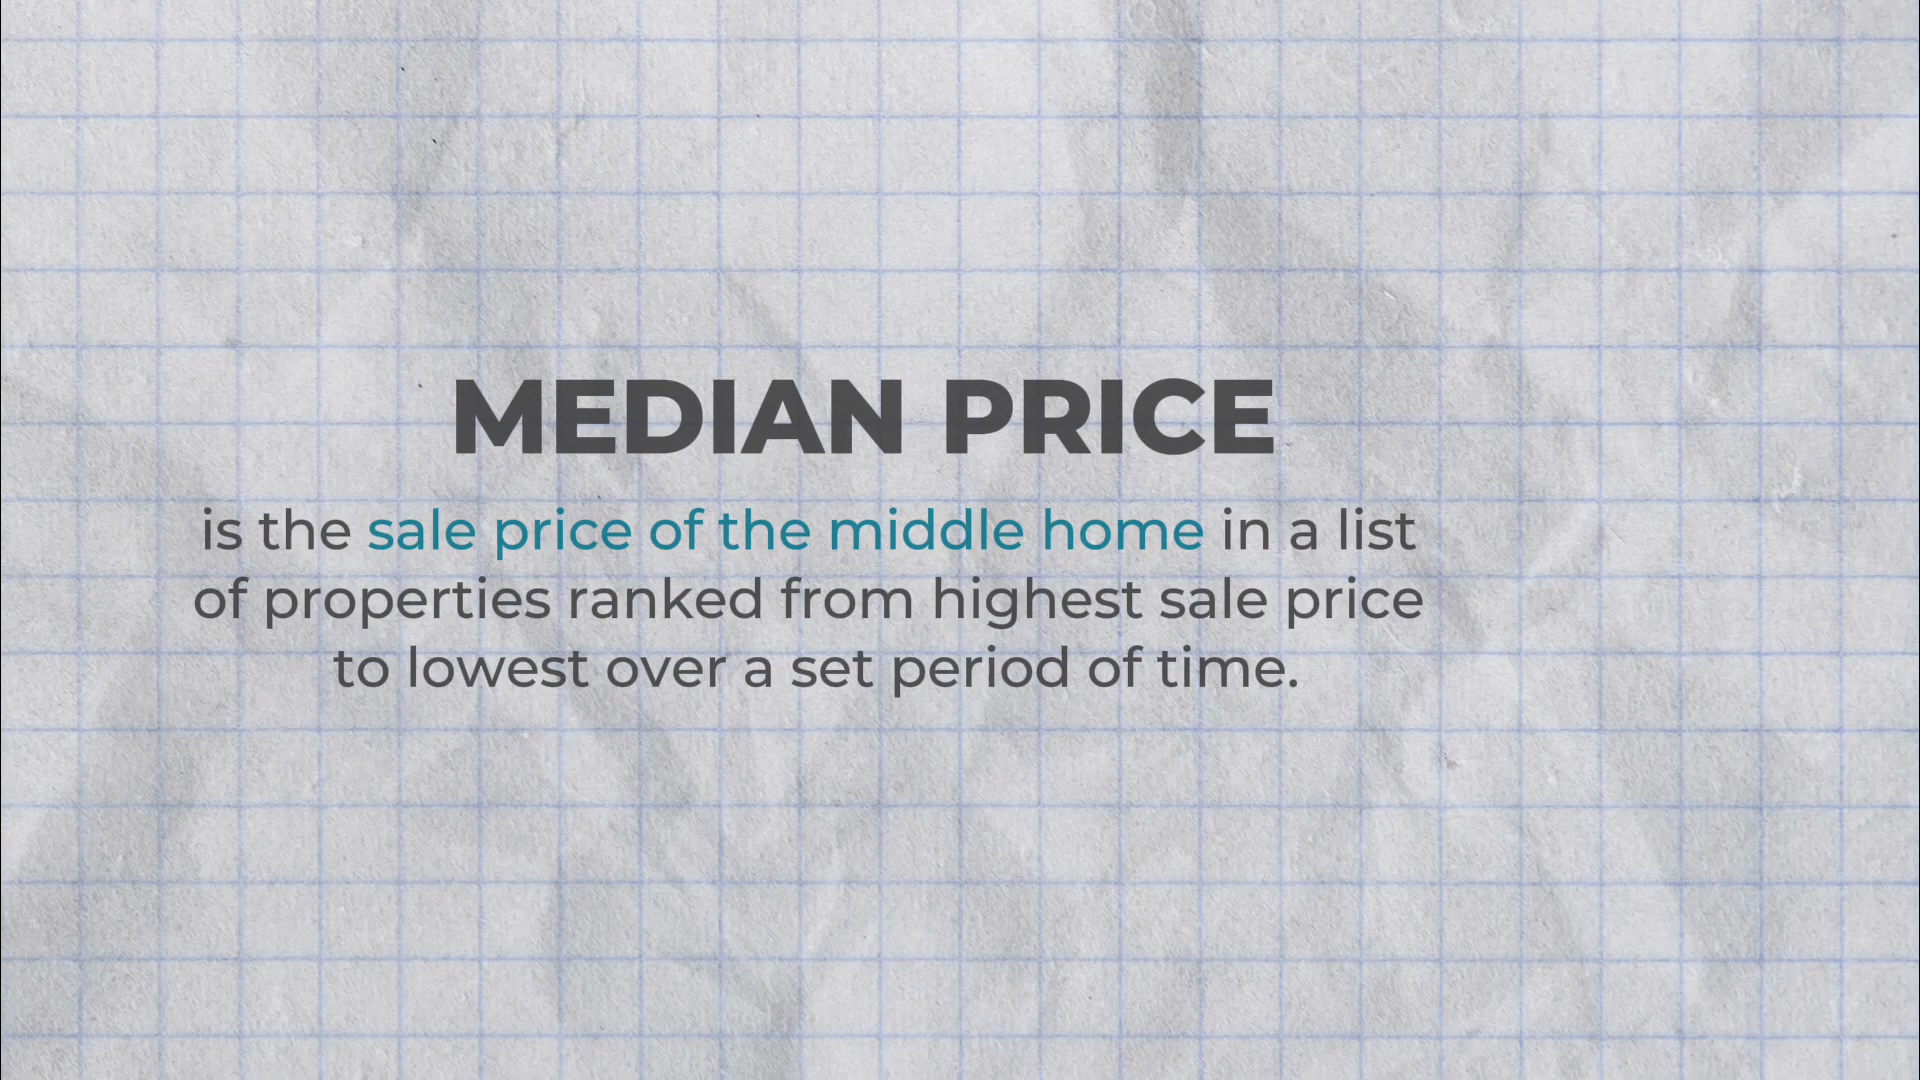 MEDIAN PRICE
is the sale price of the middle home in a list
of properties ranked from highest sale price
to lowest over a set period of time.